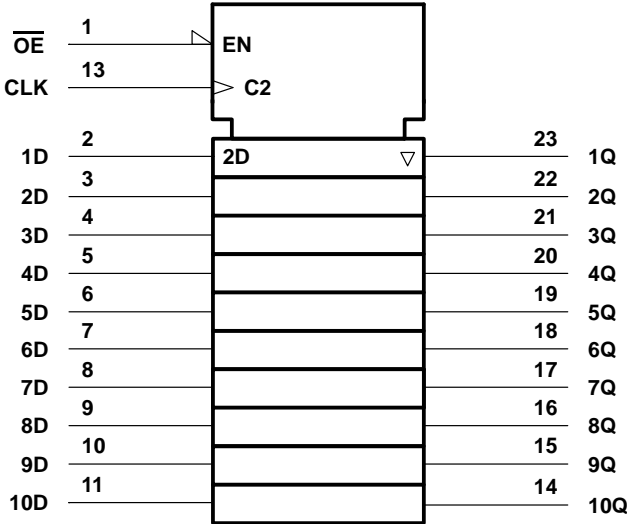 OE 1 EN
CLK 13 C2
1D 2 2D 23 1Q
2D 3 22 2Q
3D 4 21 3Q
4D 5 20 4Q
5D 6 19 5Q
6D 7 18 6Q
7D 8 17 7Q
8D 9 16 8Q
9D 10 15 9Q
10D 11 14 10Q